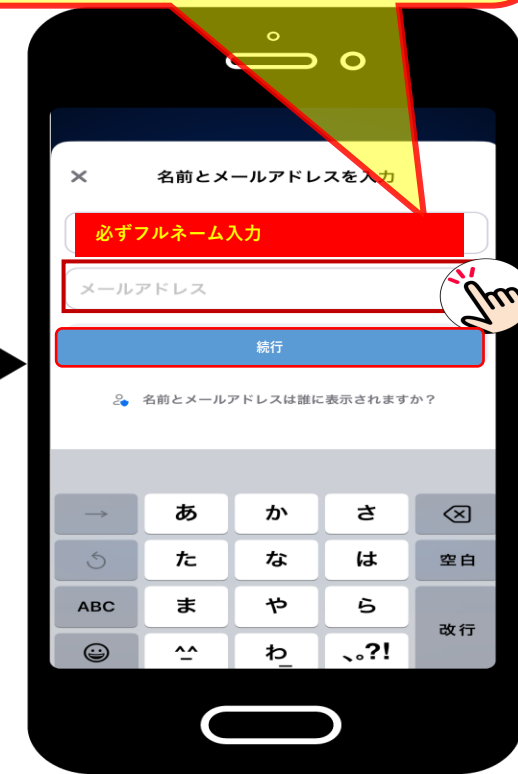 名前とメールアドレスを入力
必ずフルネーム入力
メールアドレス
続行
名前とメールアドレスは誰に表示されますか？
→ あ か さ
た な は 空白
ABC ま や ら
改行
^^ わ_ 、。?!